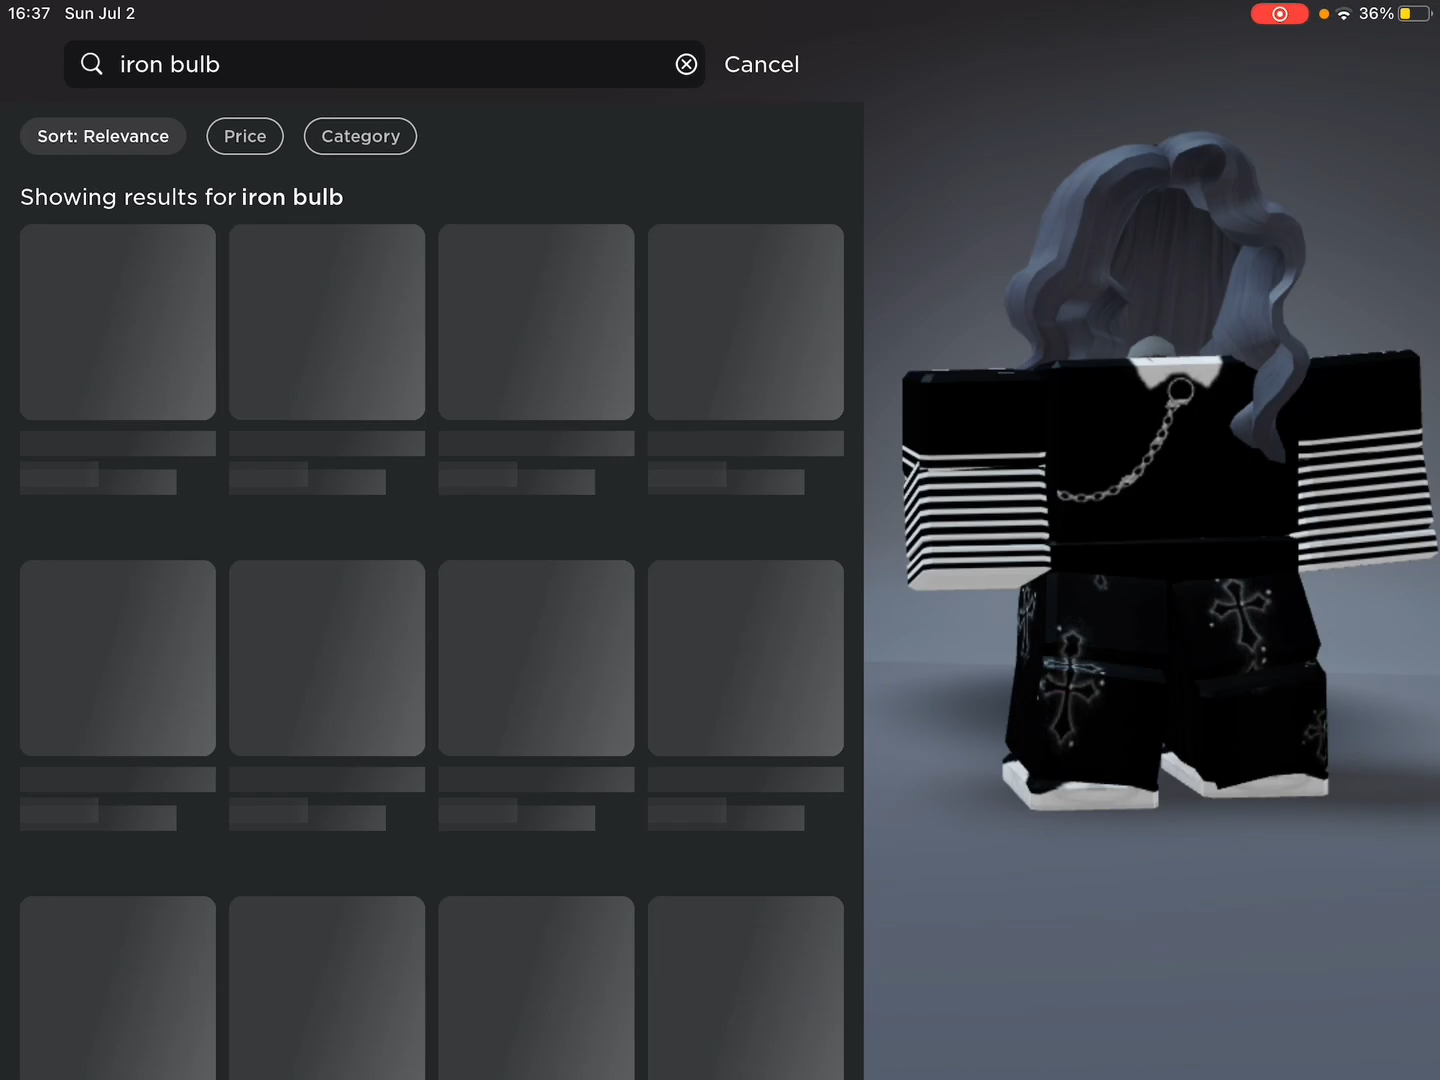 16:37 Sun Jul 2 36%
iron bulb Cancel
Sort: Relevance Price Category
Showing results for iron bulb